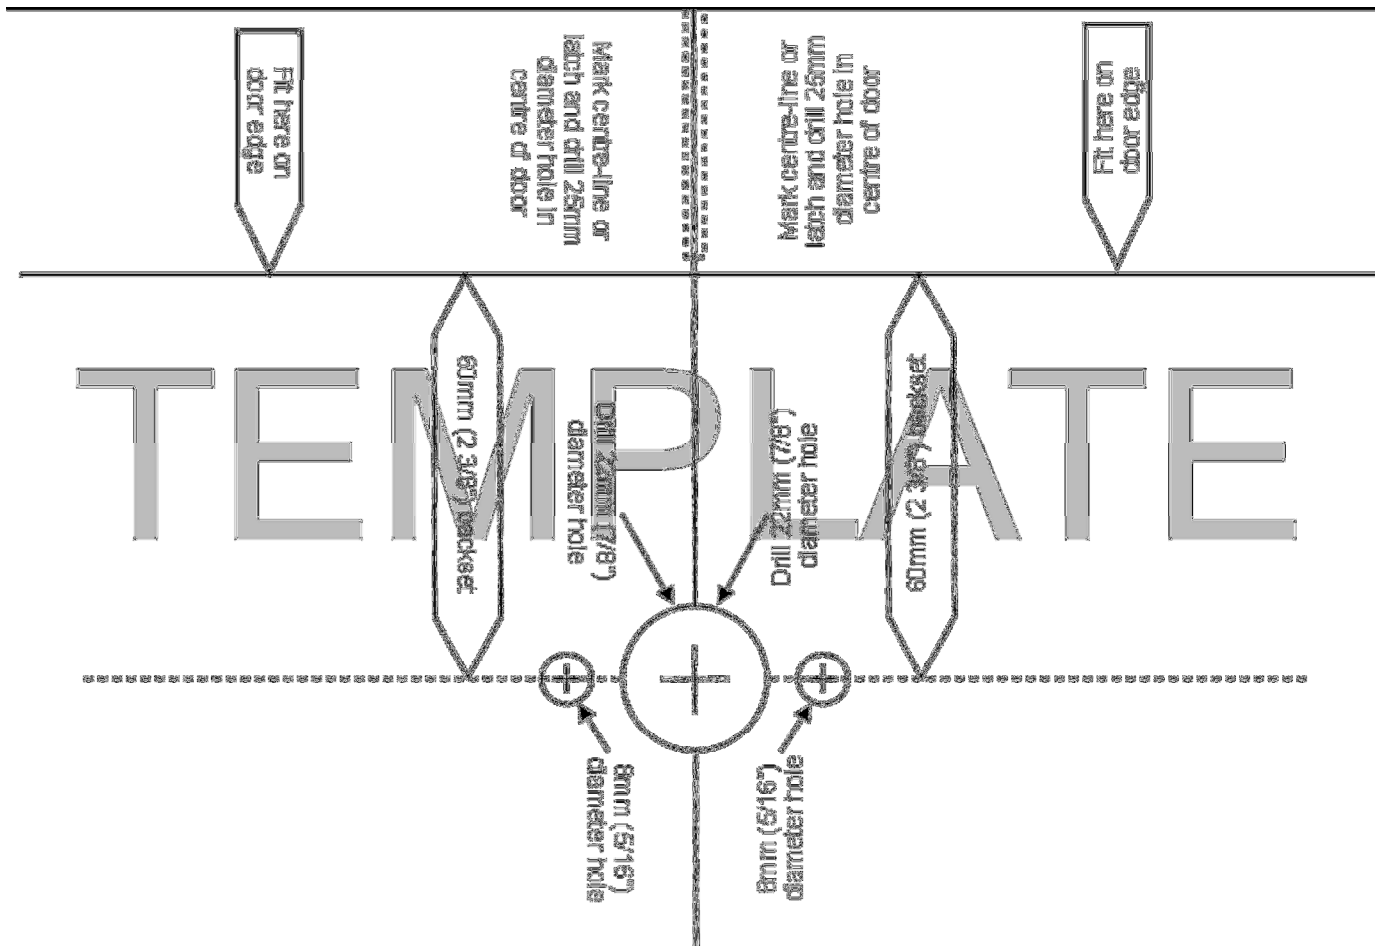 Fit here on
door edge
Mark centre-line or
latch and drill 25mm
diameter hole in
centre of door
Mark centre-line or
latch and drill 25mm
diameter hole in
centre of door
Fit here on
door edge
TEMPLATE
60mm (2 3/8") backset
Drill 22mm (7/8")
diameter hole
Drill 22mm (7/8")
diameter hole
60mm (2 3/8") backset
8mm (5/16")
diameter hole
8mm (5/16")
diameter hole